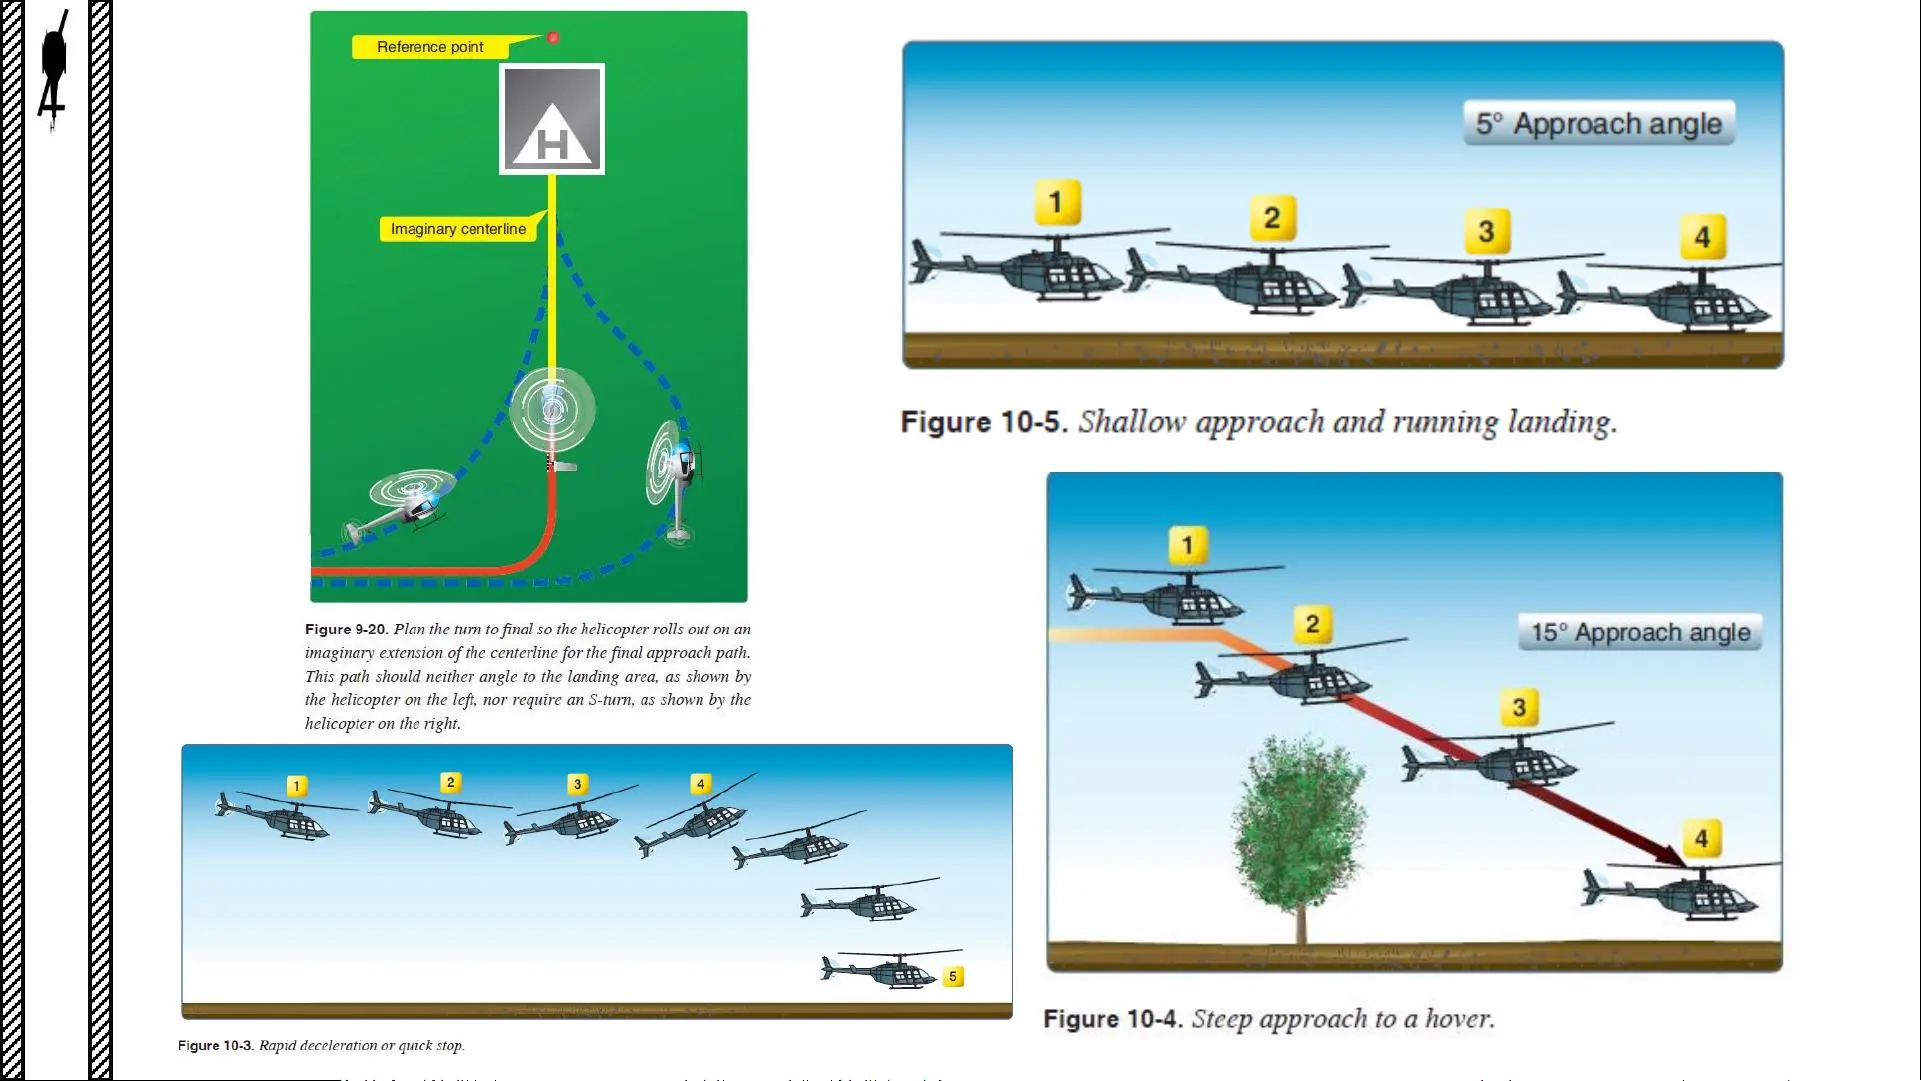 Reference point
H
Imaginary centerline
Figure 9-20. Plan the turn to final so the helicopter rolls out on an
imaginary extension of the centerline for the final approach path.
This path should neither angle to the landing area, as shown by
the helicopter on the left, nor require an S-turn, as shown by the
helicopter on the right.
1
2
3
4
5
Figure 10-3. Rapid deceleration or quick stop.
5° Approach angle
1
2
3
4
Figure 10-5. Shallow approach and running landing.
1
2
15° Approach angle
3
4
Figure 10-4. Steep approach to a hover.